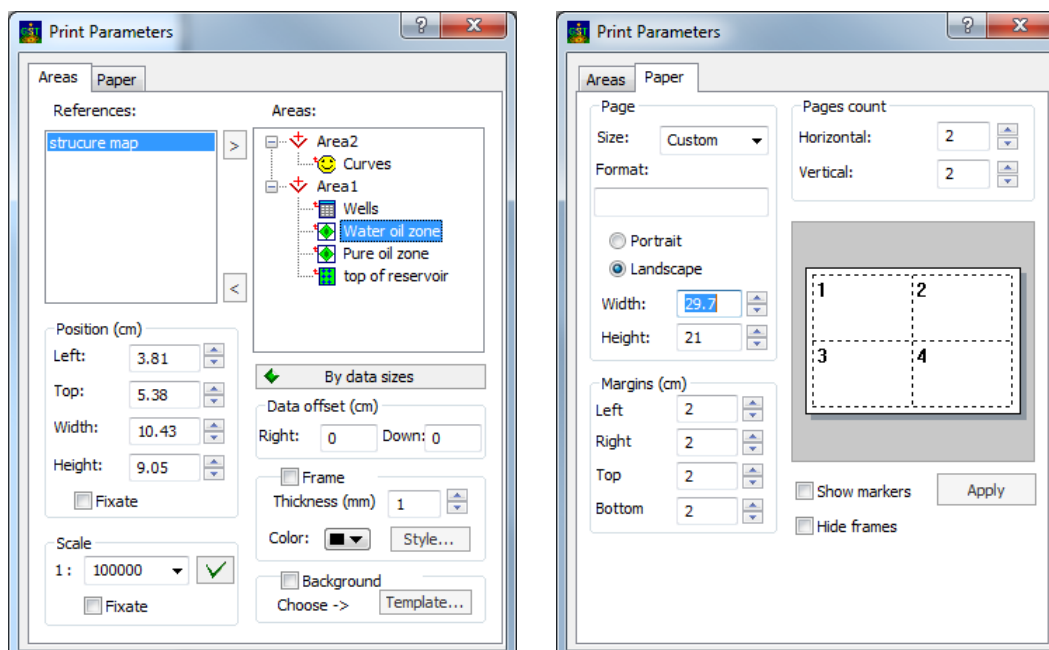 Print Parameters
Areas Paper
References:
strucure map
>
<
Areas:
Area2
Curves
Area1
Wells
Water oil zone
Pure oil zone
top of reservoir
Position (cm)
Left: 3.81
Top: 5.38
Width: 10.43
Height: 9.05
Fixate
Scale
1 : 100000
Fixate
By data sizes
Data offset (cm)
Right: 0 Down: 0
Frame
Thickness (mm) 1
Color: Style...
Background
Choose -> Template...
Print Parameters
Areas Paper
Page
Size: Custom
Format:
Portrait
Landscape
Width: 29.7
Height: 21
Margins (cm)
Left 2
Right 2
Top 2
Bottom 2
Pages count
Horizontal: 2
Vertical: 2
1 2
3 4
Show markers Apply
Hide frames